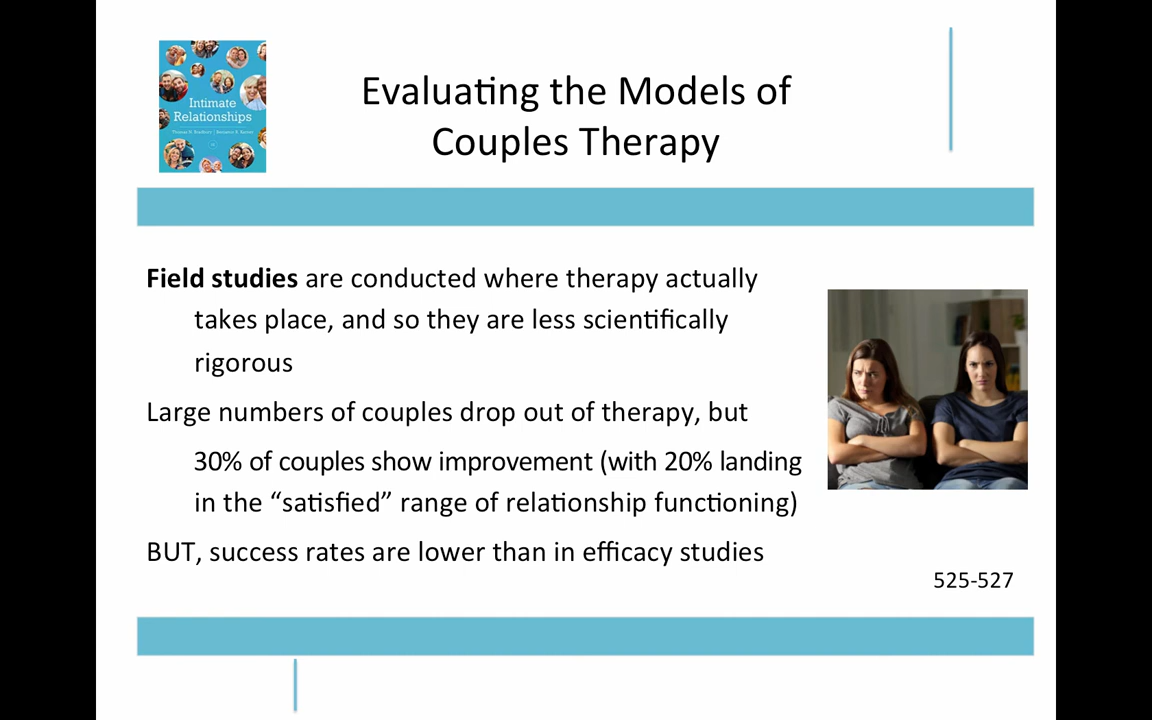 Intimate
Relationships
Evaluating the Models of
Couples Therapy
Field studies are conducted where therapy actually
takes place, and so they are less scientifically
rigorous
Large numbers of couples drop out of therapy, but
30% of couples show improvement (with 20% landing
in the “satisfied” range of relationship functioning)
BUT, success rates are lower than in efficacy studies
525-527